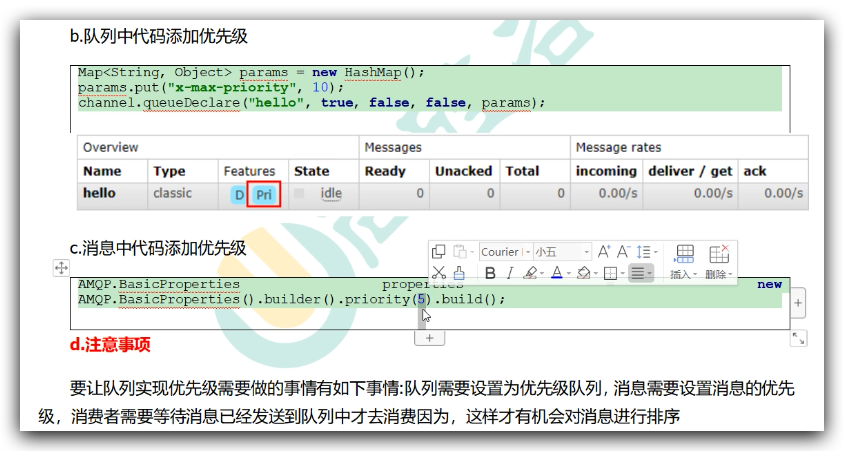 b.队列中代码添加优先级
Map<String, Object> params = new HashMap();
params.put("x-max-priority", 10);
channel.queueDeclare("hello", true, false, false, params);
Overview Messages Message rates
Name Type Features State Ready Unacked Total incoming deliver / get ack
hello classic D Pri idle 0 0 0 0.00/s 0.00/s 0.00/s
c.消息中代码添加优先级
Courier 小五 A+ A-
B I A 插入 删除
AMQP.BasicProperties properties new
AMQP.BasicProperties().builder().priority(5).build();
d.注意事项
要让队列实现优先级需要做的事情有如下事情:队列需要设置为优先级队列,消息需要设置消息的优先
级,消费者需要等待消息已经发送到队列中才去消费因为,这样才有机会对消息进行排序